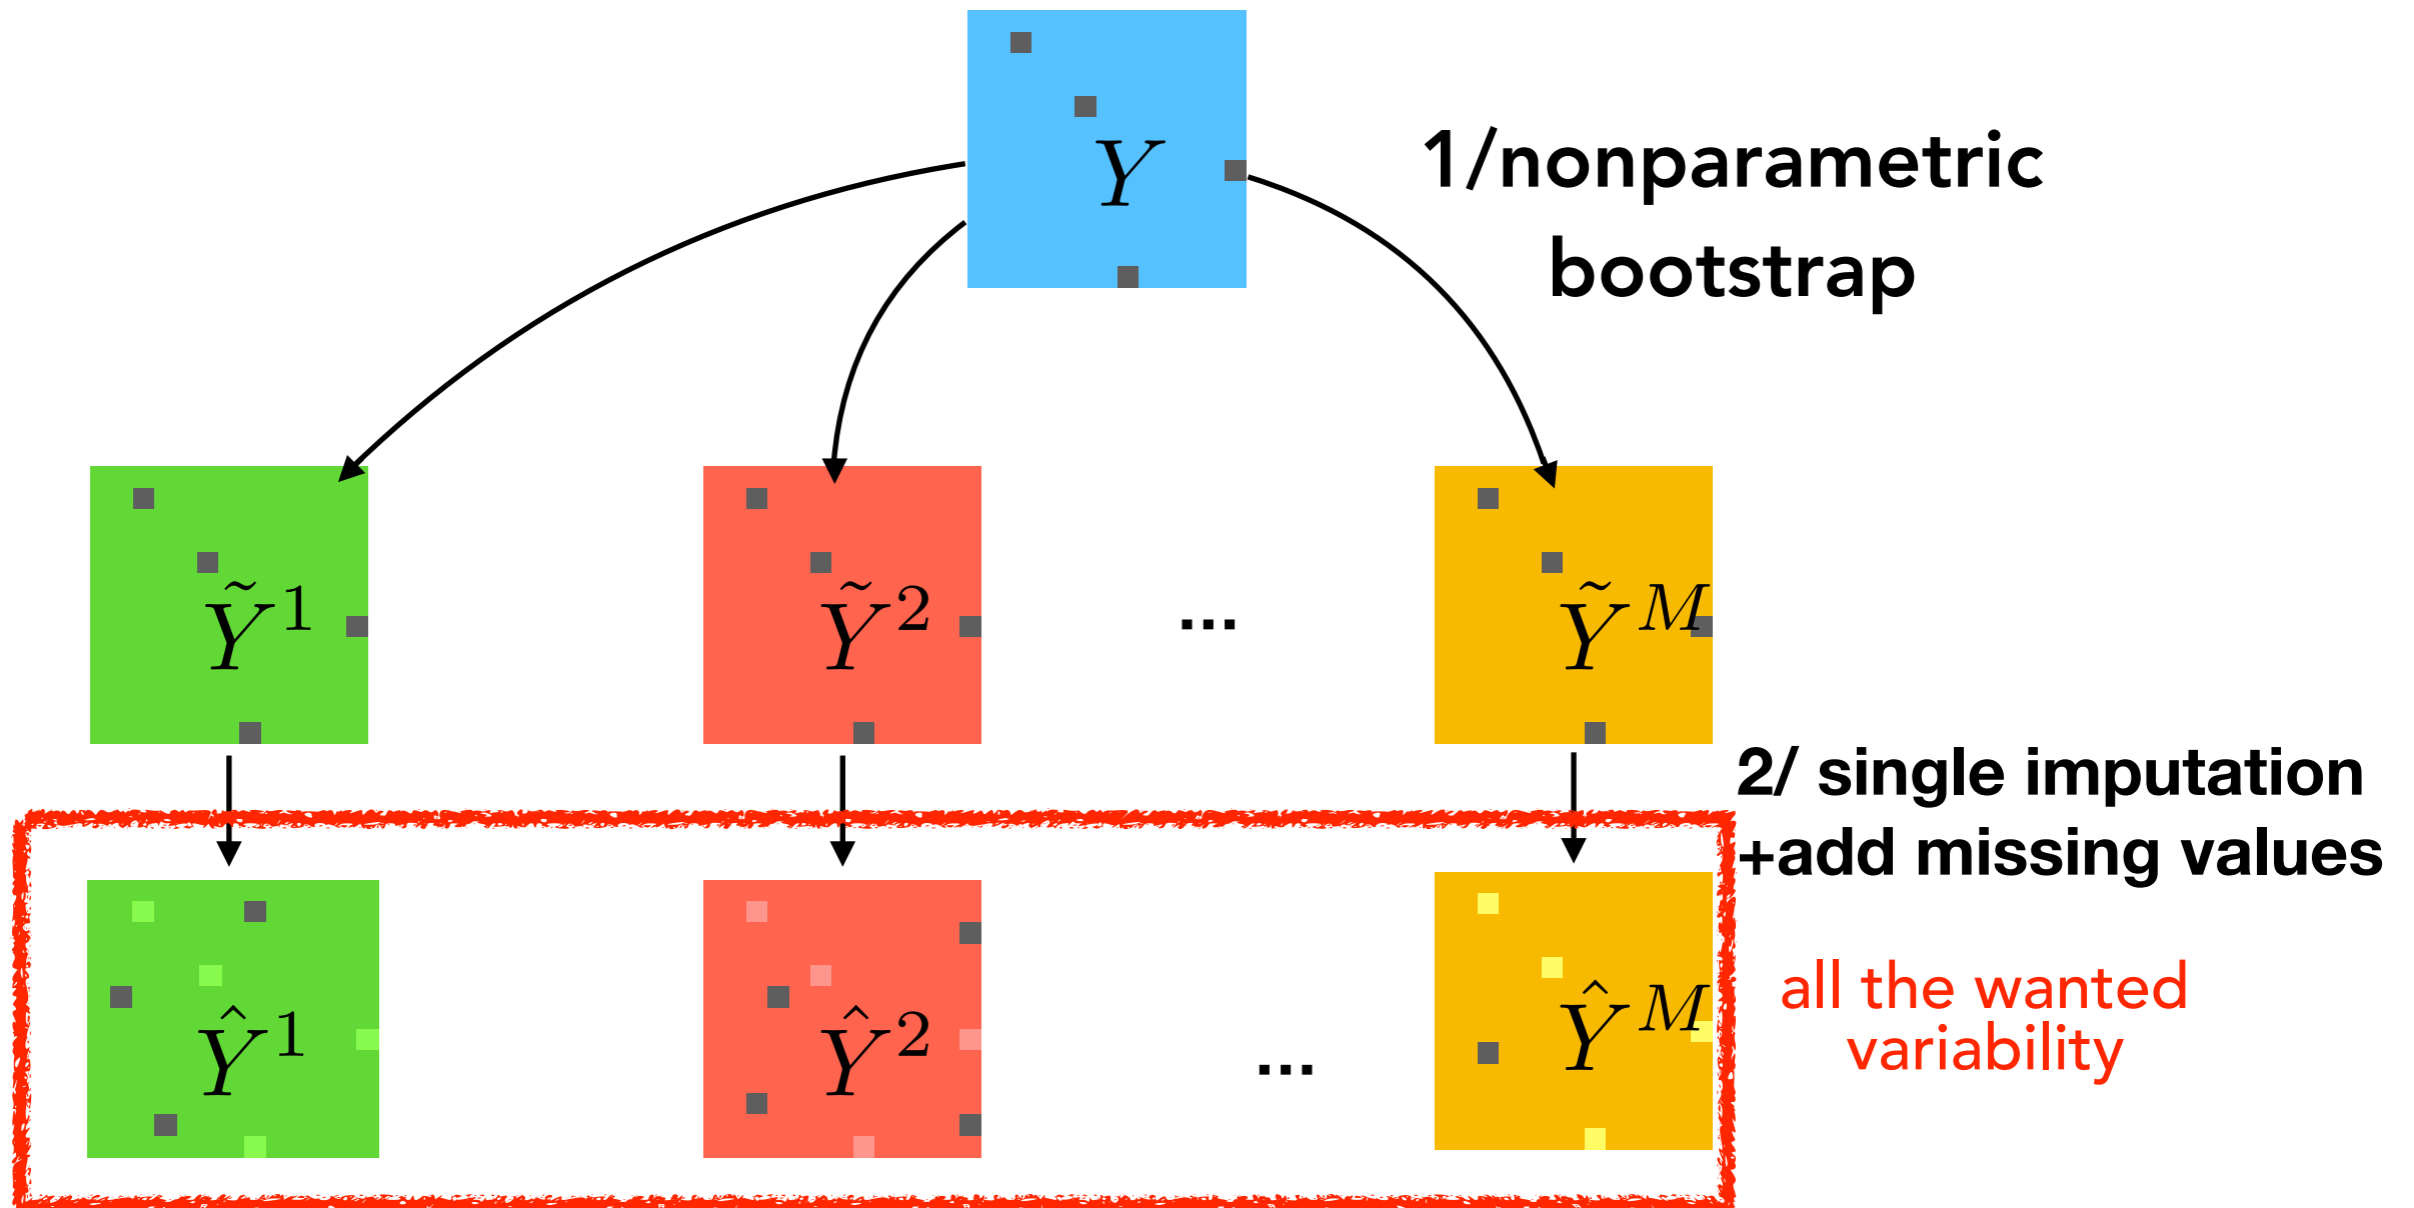 Y
1/nonparametric
bootstrap
Ỹ¹
Ỹ²
...
Ỹᴹ
2/ single imputation
+add missing values
Ŷ¹
Ŷ²
...
Ŷᴹ
all the wanted
variability